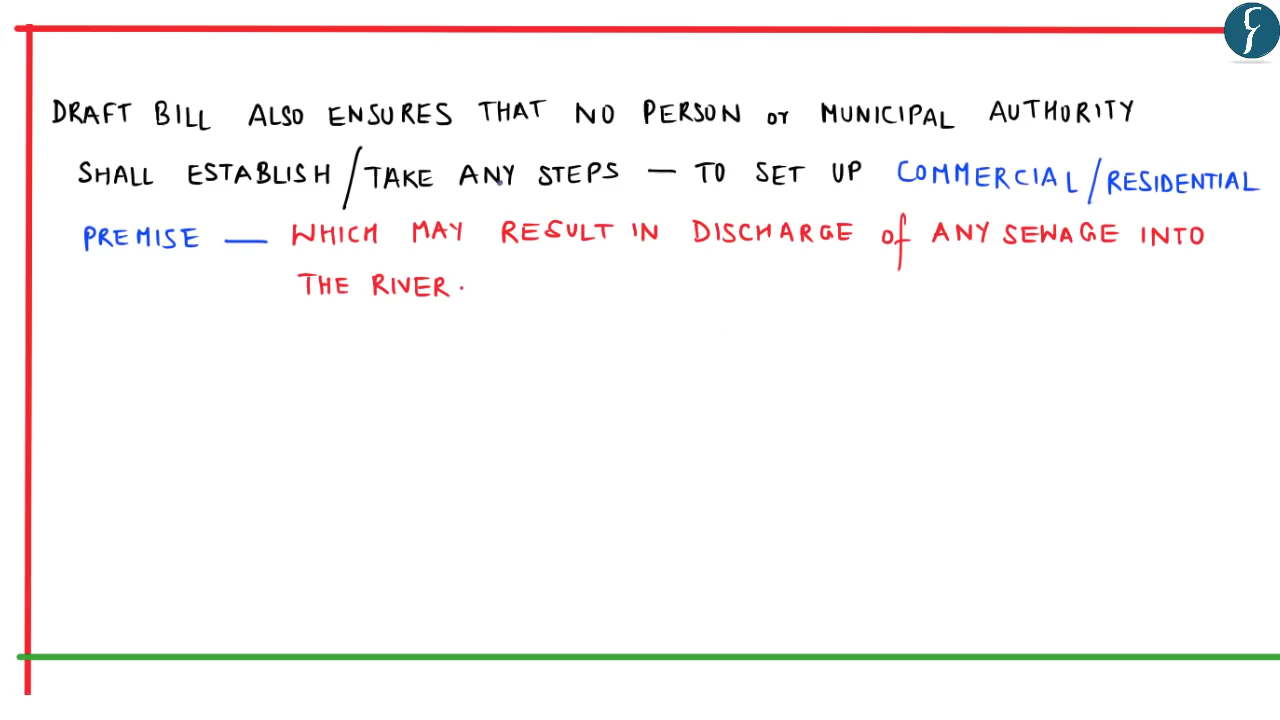 DRAFT BILL ALSO ENSURES THAT NO PERSON or MUNICIPAL AUTHORITY
SHALL ESTABLISH/TAKE ANY STEPS — TO SET UP COMMERCIAL/RESIDENTIAL
PREMISE — WHICH MAY RESULT IN DISCHARGE of ANY SEWAGE INTO
THE RIVER.